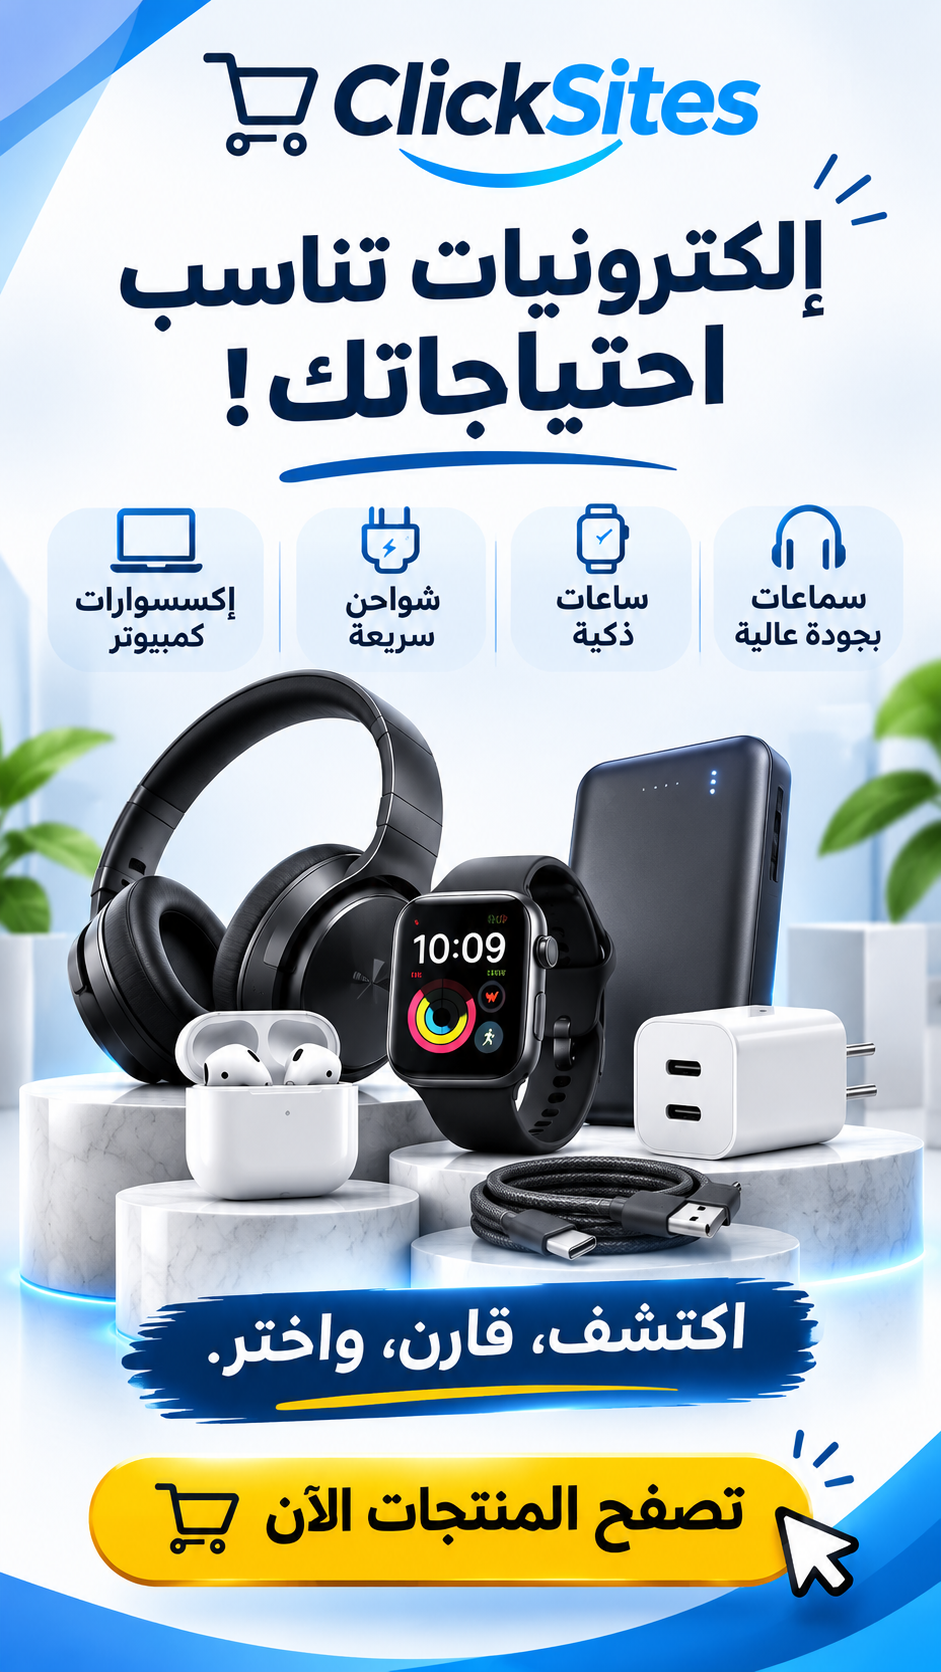 ClickSites
إلكترونيات تناسب
احتياجاتك!
سماعات
بجودة عالية
ساعات
ذكية
شواحن
سريعة
إكسسوارات
كمبيوتر
10:09
اكتشف، قارن، واختر.
تصفح المنتجات الآن